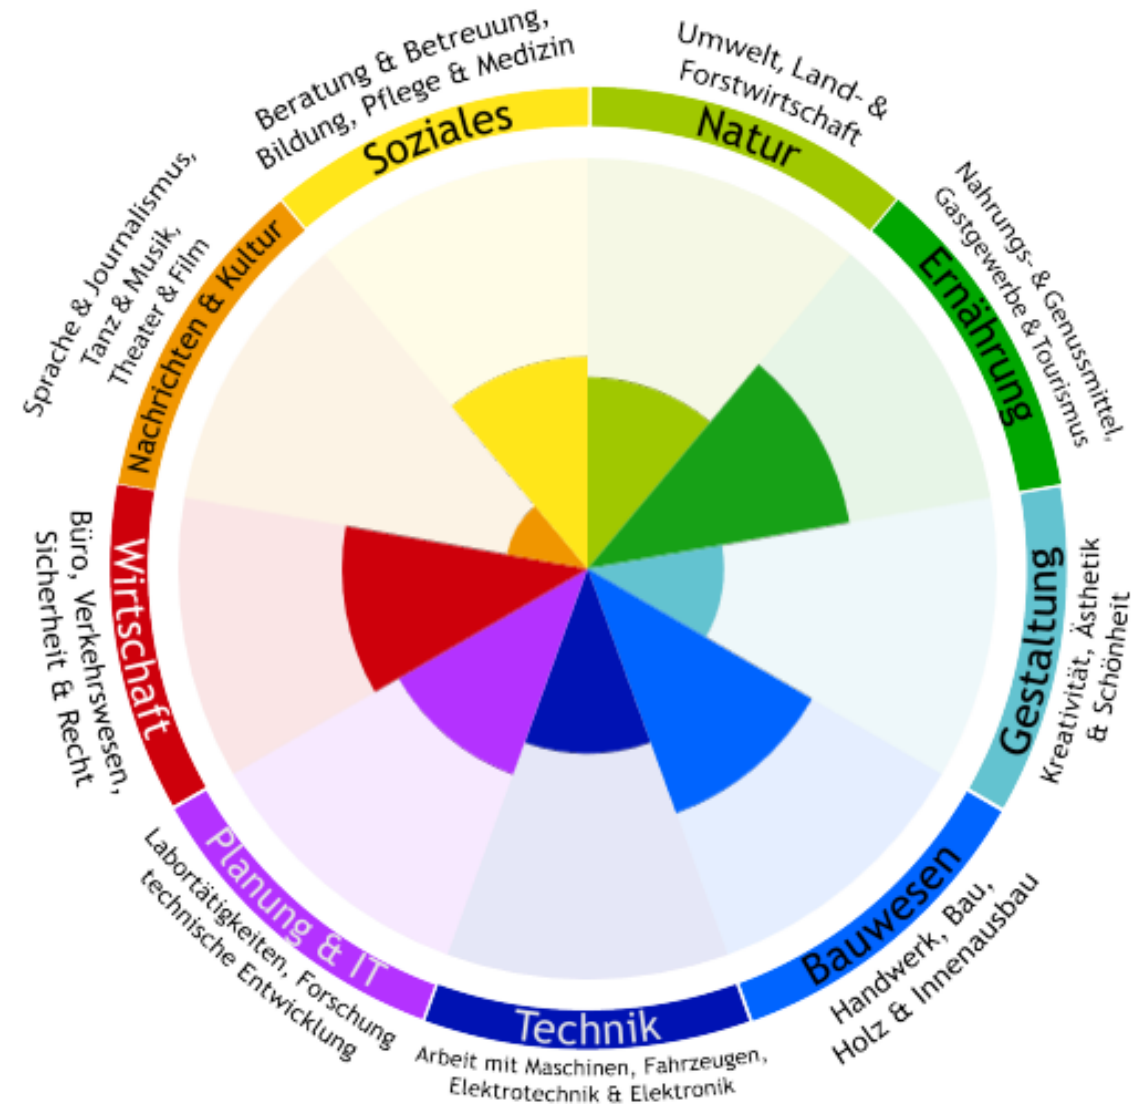 Beratung & Betreuung,
Bildung, Pflege & Medizin
Soziales
Umwelt, Land- &
Forstwirtschaft
Natur
Nahrungs- & Genussmittel,
Gastgewerbe & Tourismus
Ernährung
Gestaltung
Kreativität, Ästhetik
& Schönheit
Bauwesen
Handwerk, Bau,
Holz & Innenausbau
Technik
Arbeit mit Maschinen, Fahrzeugen,
Elektrotechnik & Elektronik
Planung & IT
Labortätigkeiten, Forschung
technische Entwicklung
Wirtschaft
Büro, Verkehrswesen,
Sicherheit & Recht
Sprache & Journalismus,
Tanz & Musik,
Theater & Film
Nachrichten & Kultur